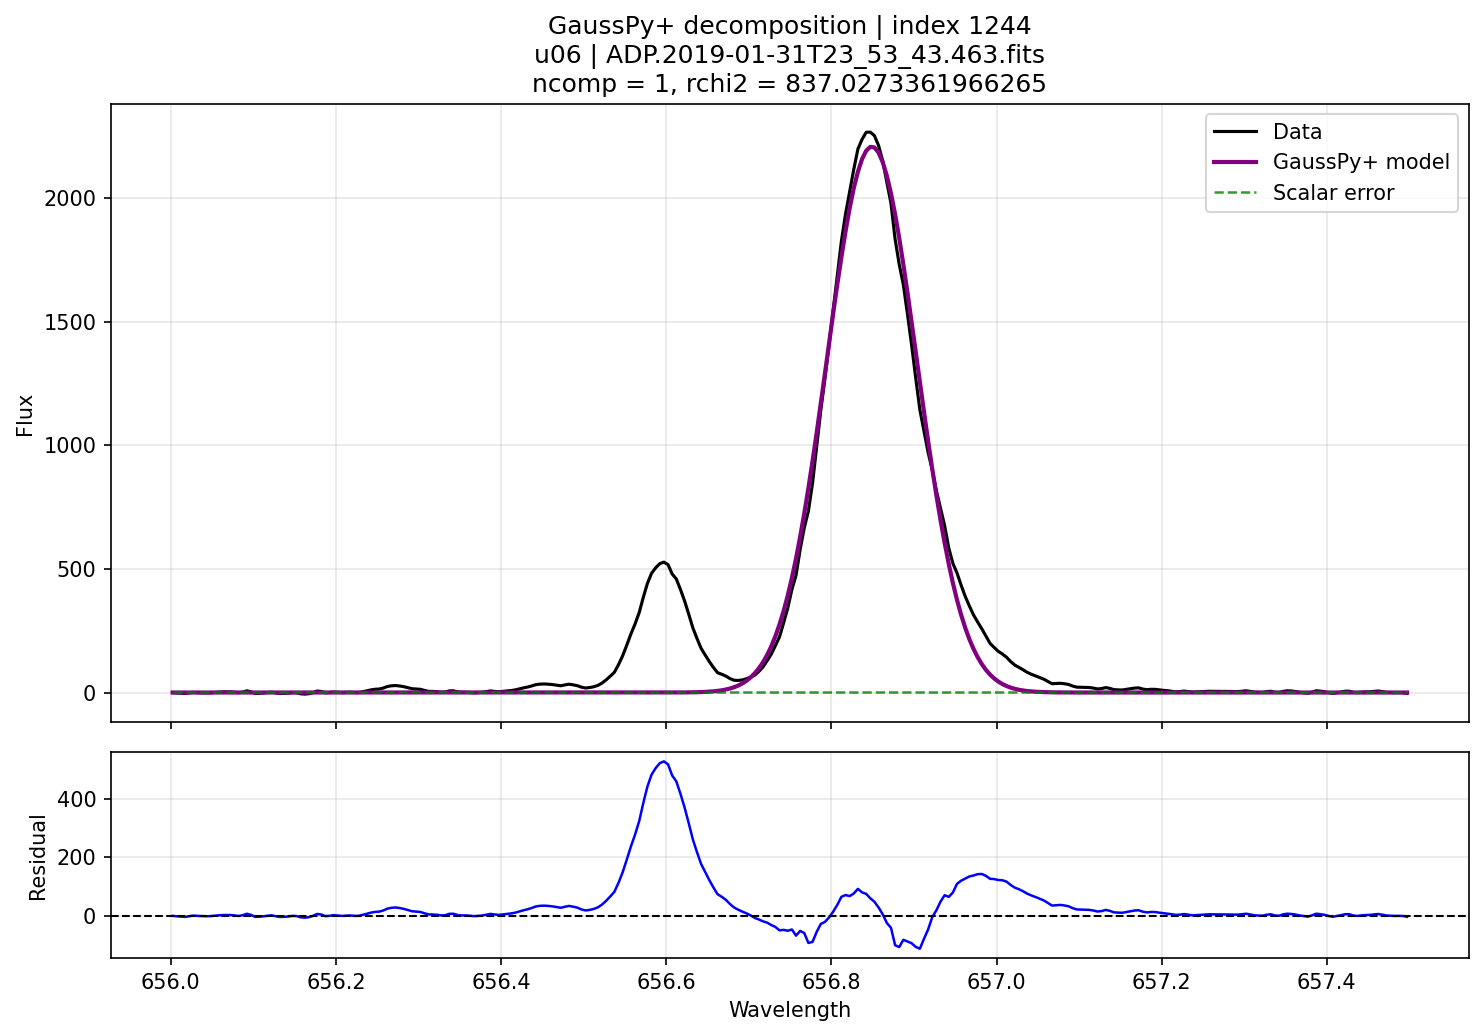 GaussPy+ decomposition | index 1244
u06 | ADP.2019-01-31T23_53_43.463.fits
ncomp = 1, rchi2 = 837.0273361966265
Data
GaussPy+ model
Scalar error
Flux
2000
1500
1000
500
0
Residual
400
200
0
656.0 656.2 656.4 656.6 656.8 657.0 657.2 657.4
Wavelength